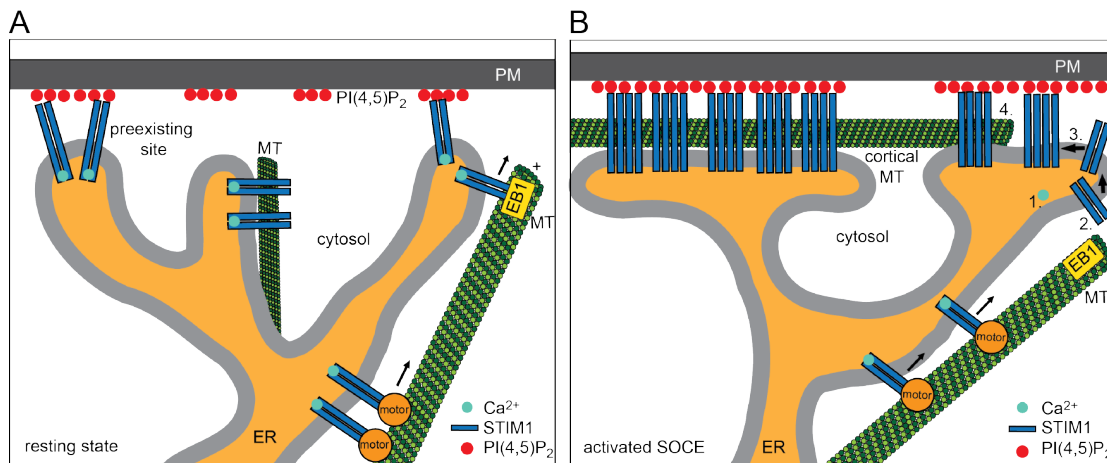 A
PM
PI(4,5)P₂
preexisting
site
MT
+
EB1
MT
cytosol
motor
motor
ER
resting state
Ca²⁺
STIM1
PI(4,5)P₂
B
PM
4.
3.
cortical
MT
1.
2.
cytosol
EB1
MT
motor
motor
ER
activated SOCE
Ca²⁺
STIM1
PI(4,5)P₂